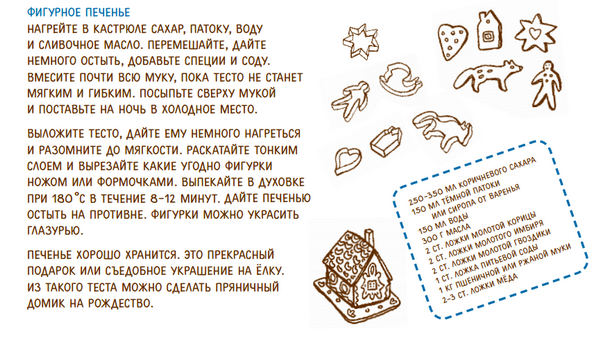 ФИГУРНОЕ ПЕЧЕНЬЕ
НАГРЕЙТЕ В КАСТРЮЛЕ САХАР, ПАТОКУ, ВОДУ
И СЛИВОЧНОЕ МАСЛО. ПЕРЕМЕШАЙТЕ, ДАЙТЕ
НЕМНОГО ОСТЫТЬ, ДОБАВЬТЕ СПЕЦИИ И СОДУ.
ВМЕСИТЕ ПОЧТИ ВСЮ МУКУ, ПОКА ТЕСТО НЕ СТАНЕТ
МЯГКИМ И ГИБКИМ. ПОСЫПЬТЕ СВЕРХУ МУКОЙ
И ПОСТАВЬТЕ НА НОЧЬ В ХОЛОДНОЕ МЕСТО.
ВЫЛОЖИТЕ ТЕСТО, ДАЙТЕ ЕМУ НЕМНОГО НАГРЕТЬСЯ
И РАЗОМНИТЕ ДО МЯГКОСТИ. РАСКАТАЙТЕ ТОНКИМ
СЛОЕМ И ВЫРЕЗАЙТЕ КАКИЕ УГОДНО ФИГУРКИ
НОЖОМ ИЛИ ФОРМОЧКАМИ. ВЫПЕКАЙТЕ В ДУХОВКЕ
ПРИ 180°С В ТЕЧЕНИЕ 8–12 МИНУТ. ДАЙТЕ ПЕЧЕНЬЮ
ОСТЫТЬ НА ПРОТИВНЕ. ФИГУРКИ МОЖНО УКРАСИТЬ
ГЛАЗУРЬЮ.
ПЕЧЕНЬЕ ХОРОШО ХРАНИТСЯ. ЭТО ПРЕКРАСНЫЙ
ПОДАРОК ИЛИ СЪЕДОБНОЕ УКРАШЕНИЕ НА ЁЛКУ.
ИЗ ТАКОГО ТЕСТА МОЖНО СДЕЛАТЬ ПРЯНИЧНЫЙ
ДОМИК НА РОЖДЕСТВО.
250-350 МЛ КОРИЧНЕВОГО САХАРА
150 МЛ ТЁМНОЙ ПАТОКИ
ИЛИ СИРОПА ОТ ВАРЕНЬЯ
150 МЛ ВОДЫ
300 Г МАСЛА
2 СТ. ЛОЖКИ МОЛОТОЙ КОРИЦЫ
2 СТ. ЛОЖКИ МОЛОТОГО ИМБИРЯ
2 СТ. ЛОЖКИ МОЛОТОЙ ГВОЗДИКИ
1 СТ. ЛОЖКА ПИТЬЕВОЙ СОДЫ
1 КГ ПШЕНИЧНОЙ ИЛИ РЖАНОЙ МУКИ
2-3 СТ. ЛОЖКИ МЁДА